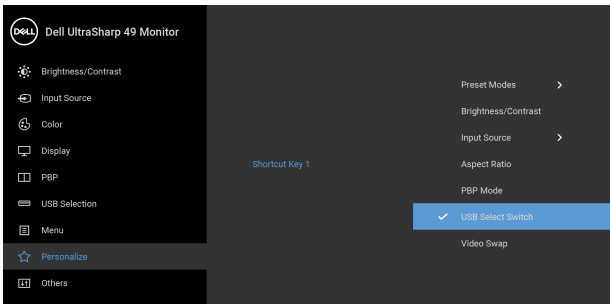 DELL Dell UltraSharp 49 Monitor
Brightness/Contrast
Input Source
Color
Display
PBP
USB Selection
Menu
Personalize
Others
Shortcut Key 1
Preset Modes
Brightness/Contrast
Input Source
Aspect Ratio
PBP Mode
USB Select Switch
Video Swap